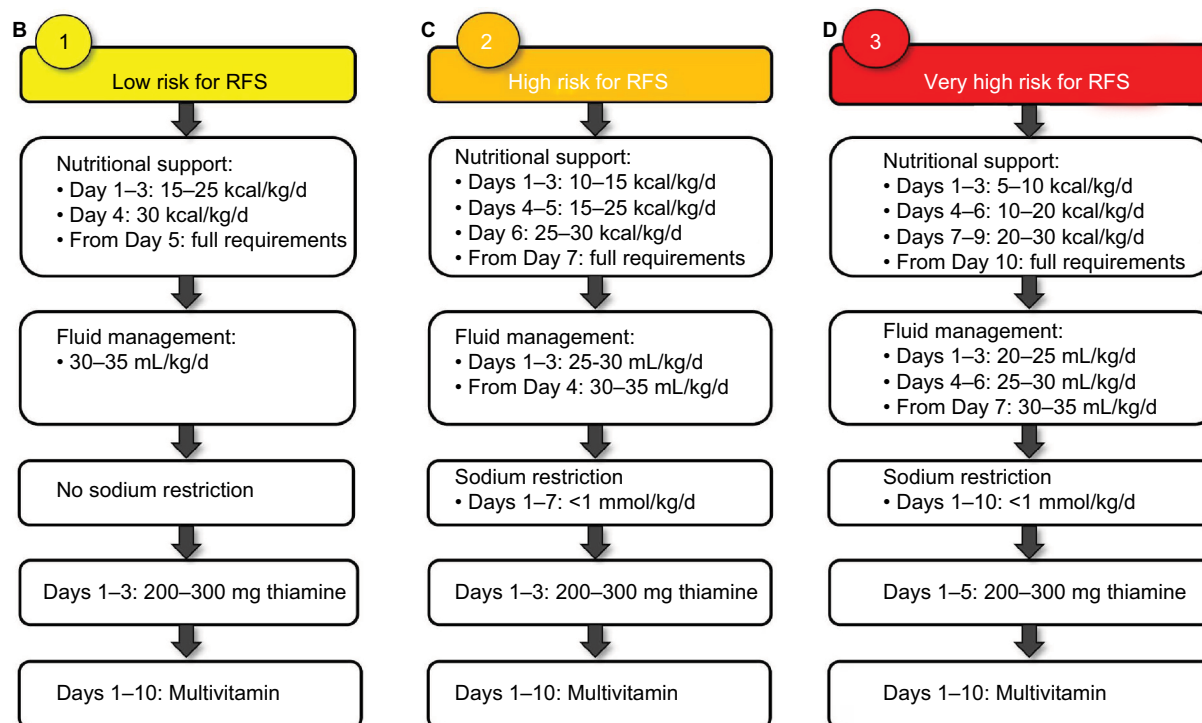 B
1
Low risk for RFS
Nutritional support:
• Day 1–3: 15–25 kcal/kg/d
• Day 4: 30 kcal/kg/d
• From Day 5: full requirements
Fluid management:
• 30–35 mL/kg/d
No sodium restriction
Days 1–3: 200–300 mg thiamine
Days 1–10: Multivitamin
C
2
High risk for RFS
Nutritional support:
• Days 1–3: 10–15 kcal/kg/d
• Days 4–5: 15–25 kcal/kg/d
• Day 6: 25–30 kcal/kg/d
• From Day 7: full requirements
Fluid management:
• Days 1–3: 25-30 mL/kg/d
• From Day 4: 30–35 mL/kg/d
Sodium restriction
• Days 1–7: <1 mmol/kg/d
Days 1–3: 200–300 mg thiamine
Days 1–10: Multivitamin
D
3
Very high risk for RFS
Nutritional support:
• Days 1–3: 5–10 kcal/kg/d
• Days 4–6: 10–20 kcal/kg/d
• Days 7–9: 20–30 kcal/kg/d
• From Day 10: full requirements
Fluid management:
• Days 1–3: 20–25 mL/kg/d
• Days 4–6: 25–30 mL/kg/d
• From Day 7: 30–35 mL/kg/d
Sodium restriction
• Days 1–10: <1 mmol/kg/d
Days 1–5: 200–300 mg thiamine
Days 1–10: Multivitamin